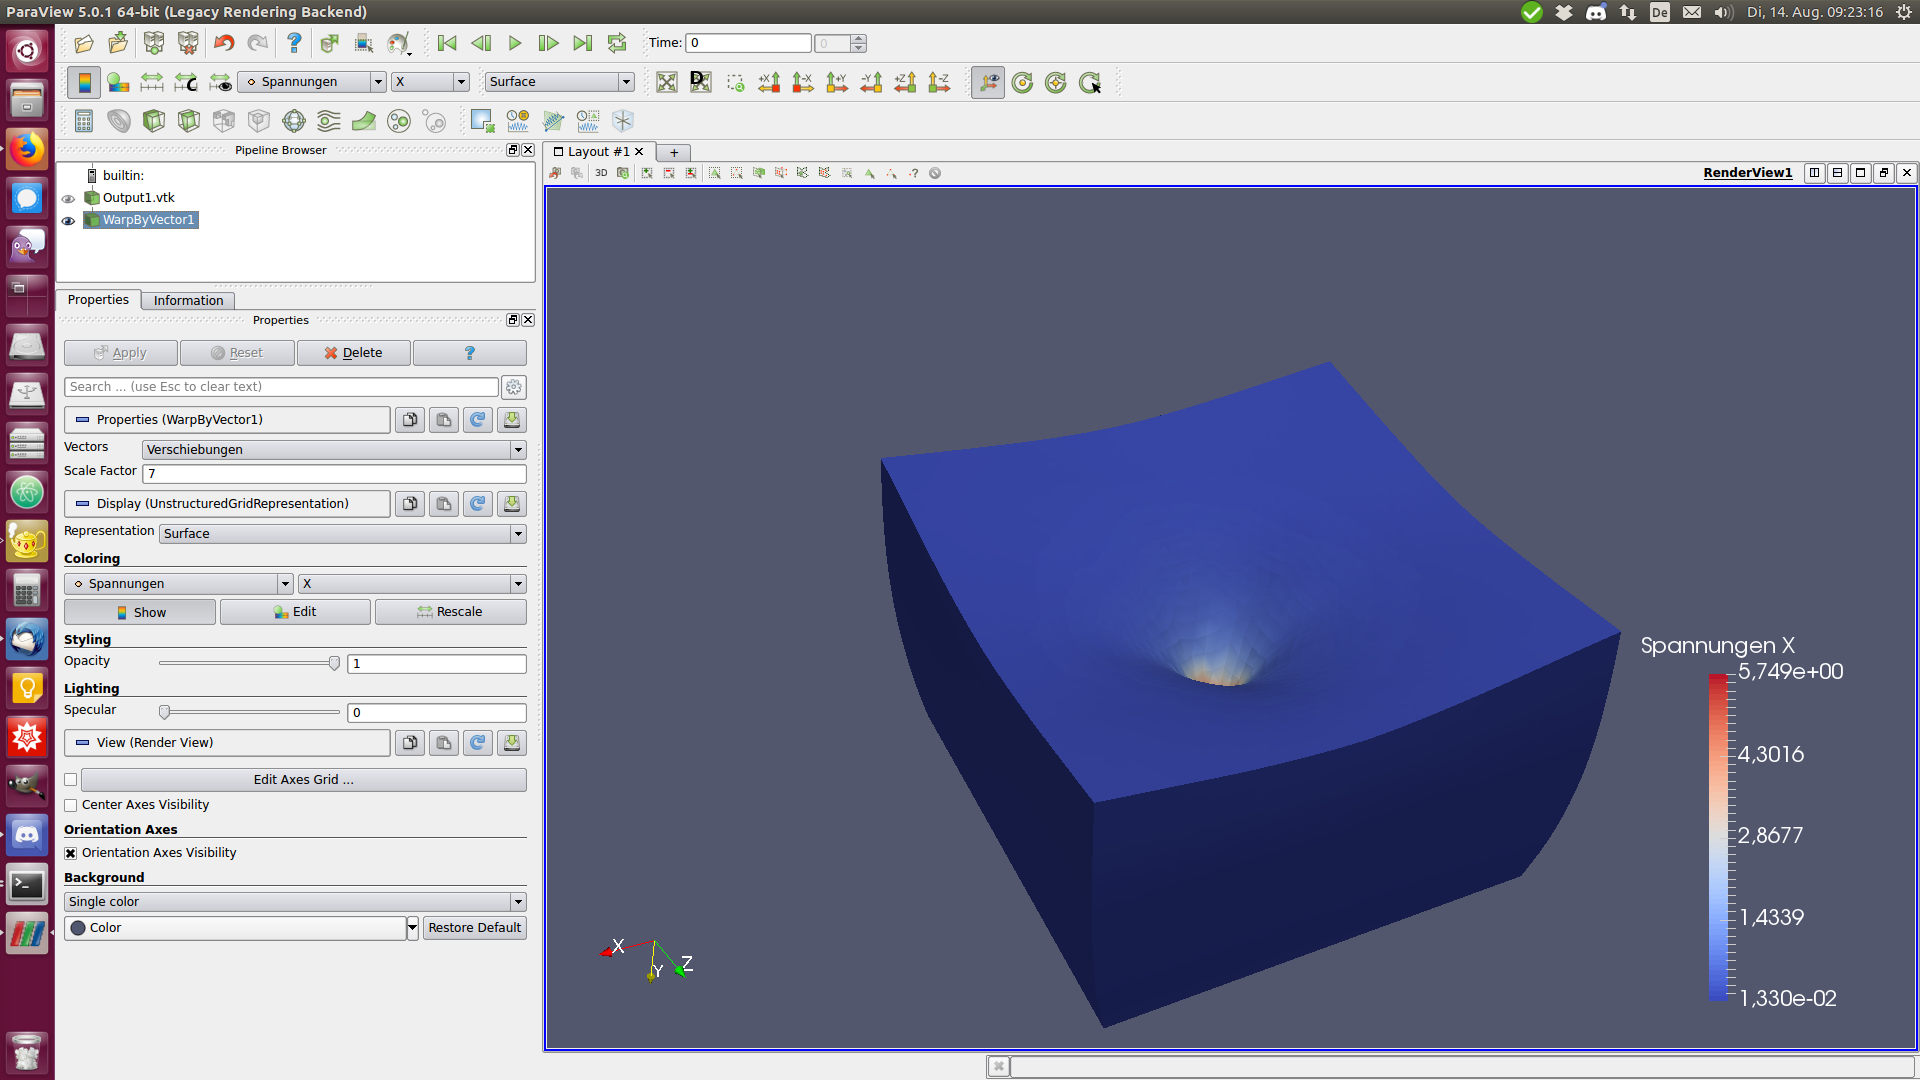 ParaView 5.0.1 64-bit (Legacy Rendering Backend)
De
Di, 14. Aug. 09:23:16
Time: 0
0
Spannungen
X
Surface
D
C
+X
-X
+Y
-Y
+Z
-Z
Pipeline Browser
builtin:
Output1.vtk
WarpByVector1
Properties
Information
Properties
Apply
Reset
Delete
?
Search ... (use Esc to clear text)
Properties (WarpByVector1)
Vectors
Verschiebungen
Scale Factor
7
Display (UnstructuredGridRepresentation)
Representation
Surface
Coloring
Spannungen
X
Show
Edit
Rescale
Styling
Opacity
1
Lighting
Specular
0
View (Render View)
Edit Axes Grid ...
Center Axes Visibility
Orientation Axes
Orientation Axes Visibility
Background
Single color
Color
Restore Default
Layout #1
+
3D
RenderView1
Spannungen X
5,749e+00
4,3016
2,8677
1,4339
1,330e-02
X
Y
Z